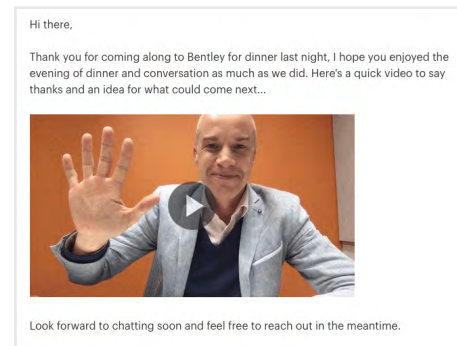 Hi there,
Thank you for coming along to Bentley for dinner last night, I hope you enjoyed the
evening of dinner and conversation as much as we did. Here's a quick video to say
thanks and an idea for what could come next...
Look forward to chatting soon and feel free to reach out in the meantime.